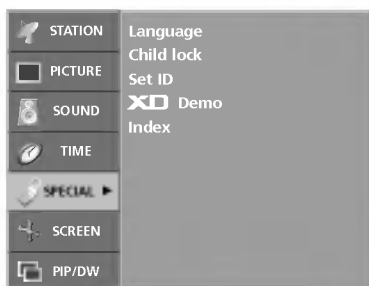 STATION
PICTURE
SOUND
TIME
SPECIAL
SCREEN
PIP/DW
Language
Child lock
Set ID
XD Demo
Index